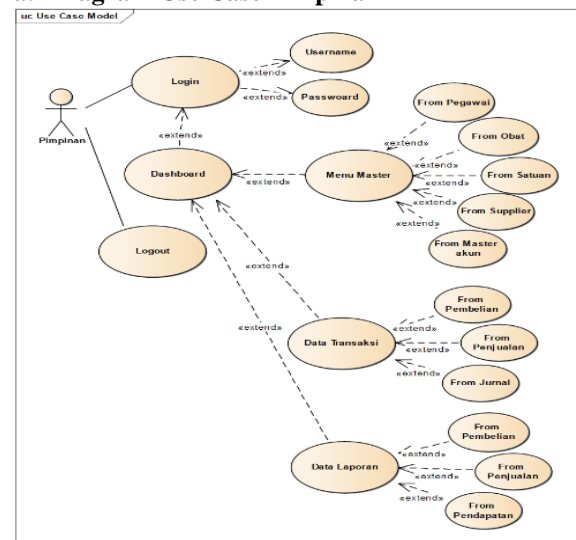 uc Use Case Model
Username
«extend»
Login
«extend»
Passwoard
Pimpinan
«extend»
From Pegawai
Dashboard
«extend»
Menu Master
«extend»
From Obat
«extend»
From Satuan
«extend»
«extend»
From Supplier
«extend»
From Master
akun
Logout
«extend»
«extend»
Data Transaksi
From
Pembelian
«extend»
From
Penjualan
«extend»
From Jurnal
«extend»
Data Laporan
From
Pembelian
«extend»
From
Penjualan
«extend»
From
Pendapatan
«extend»